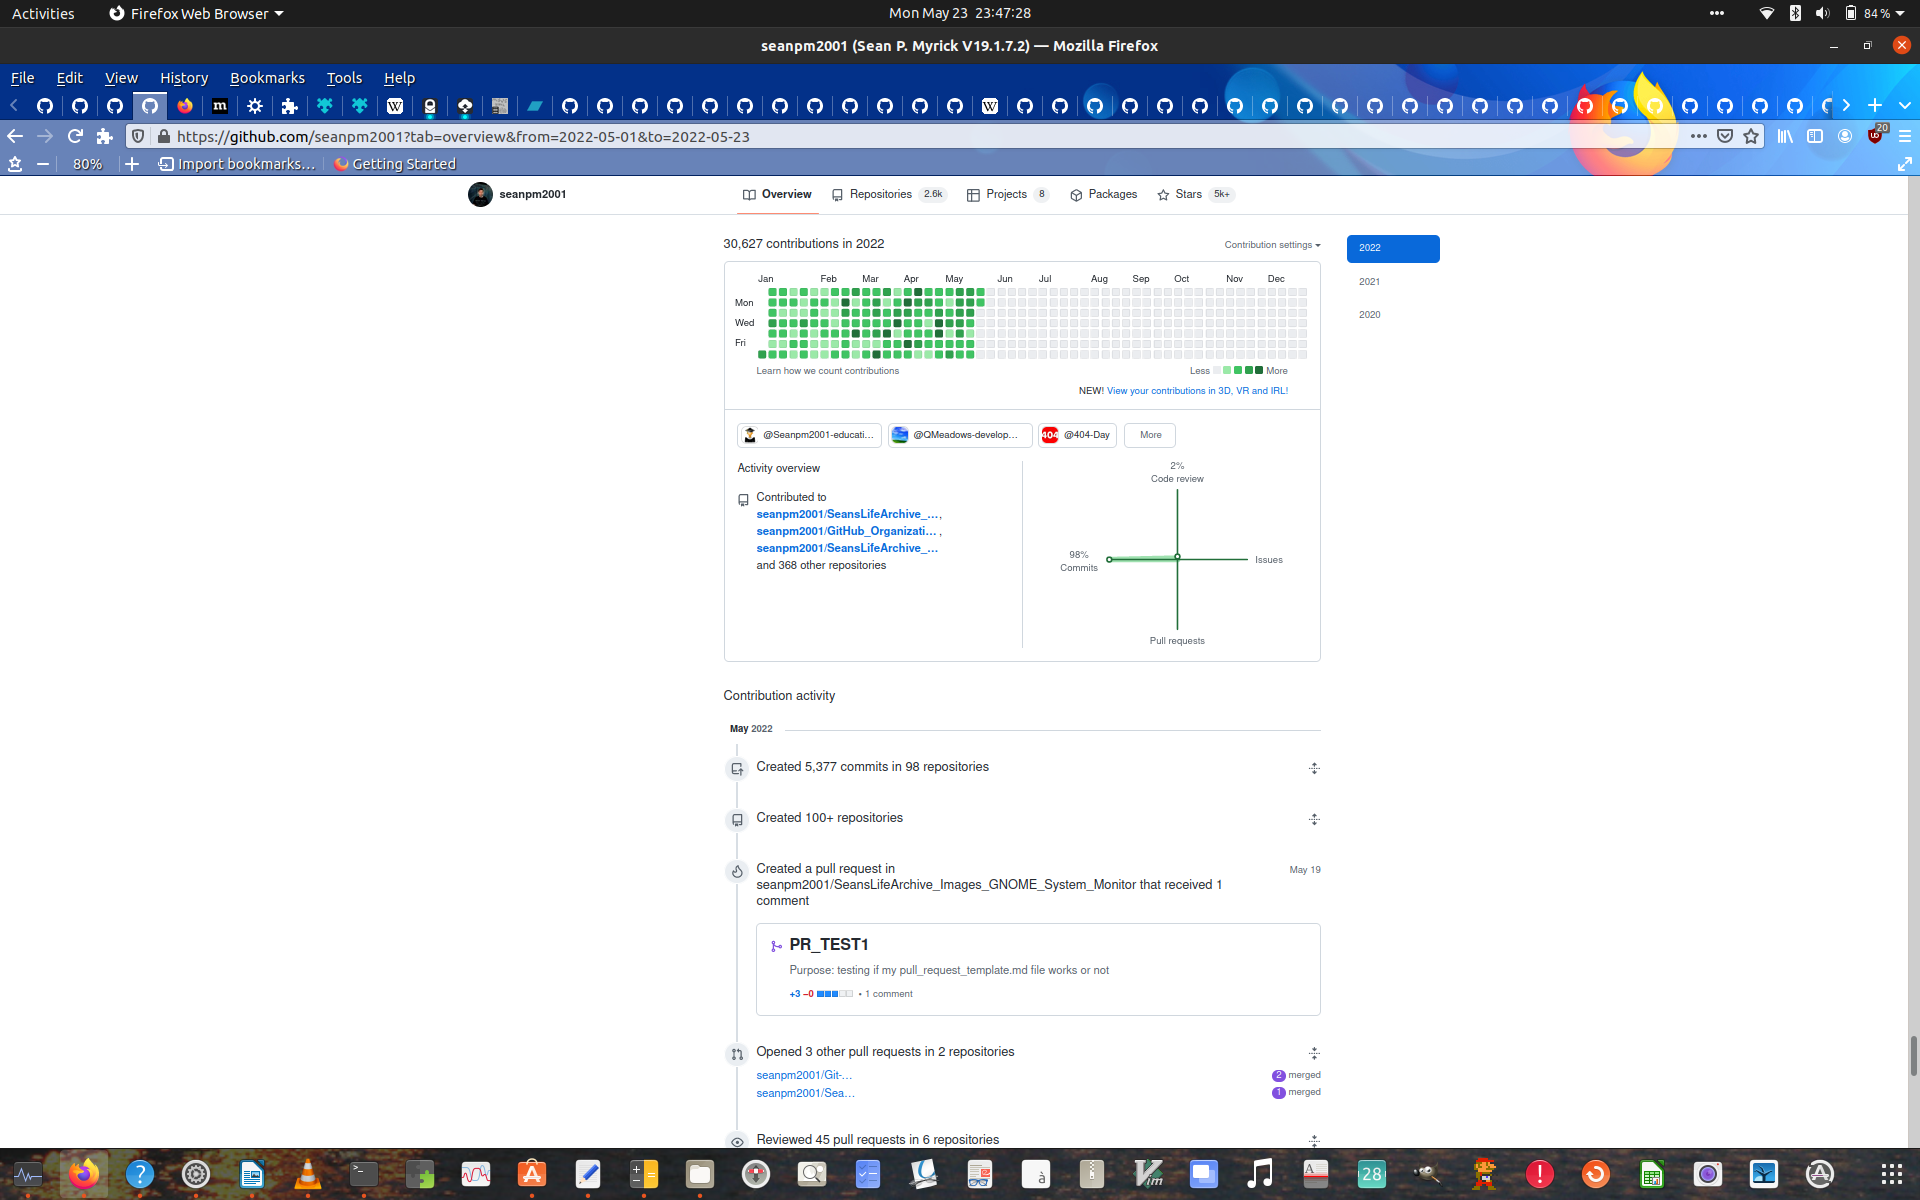 Activities
Firefox Web Browser
Mon May 23 23:47:28
84 %
seanpm2001 (Sean P. Myrick V19.1.7.2) — Mozilla Firefox
File Edit View History Bookmarks Tools Help
https://github.com/seanpm2001?tab=overview&from=2022-05-01&to=2022-05-23
20
80%
Import bookmarks...
Getting Started
seanpm2001
Overview
Repositories 2.6k
Projects 8
Packages
Stars 5k+
30,627 contributions in 2022
Contribution settings
2022
2021
2020
Jan Feb Mar Apr May Jun Jul Aug Sep Oct Nov Dec
Mon
Wed
Fri
Learn how we count contributions
Less More
NEW! View your contributions in 3D, VR and IRL!
@Seanpm2001-educati...
@QMeadows-develop...
404 @404-Day
More
Activity overview
Contributed to
seanpm2001/SeansLifeArchive_...,
seanpm2001/GitHub_Organizati... ,
seanpm2001/SeansLifeArchive_...
and 368 other repositories
2%
Code review
98%
Commits
Issues
Pull requests
Contribution activity
May 2022
Created 5,377 commits in 98 repositories
Created 100+ repositories
Created a pull request in
seanpm2001/SeansLifeArchive_Images_GNOME_System_Monitor that received 1
comment
May 19
PR_TEST1
Purpose: testing if my pull_request_template.md file works or not
+3 −0 • 1 comment
Opened 3 other pull requests in 2 repositories
seanpm2001/Git-...
2 merged
seanpm2001/Sea...
1 merged
Reviewed 45 pull requests in 6 repositories
28